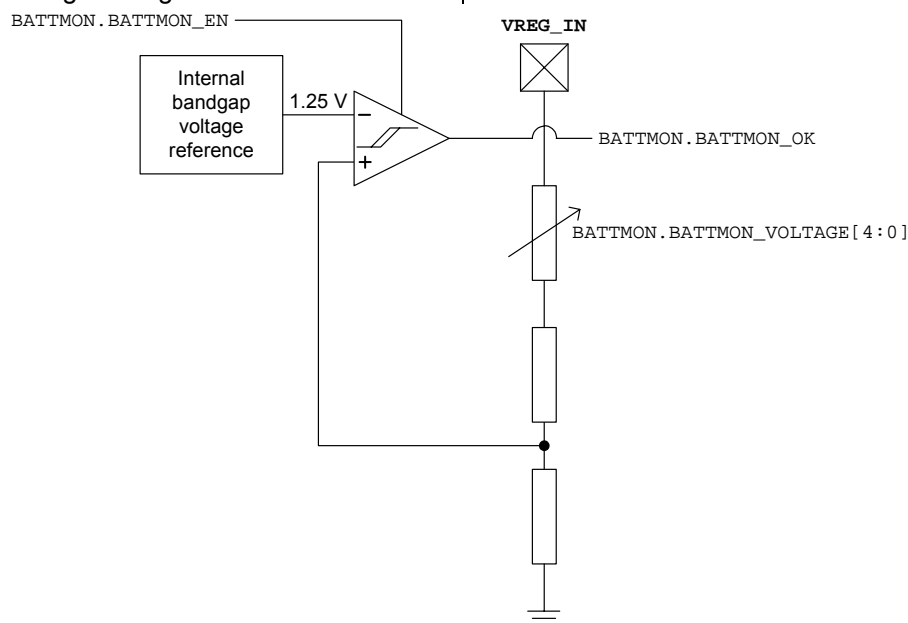 BATTMON.BATTMON_EN
VREG_IN
Internal
bandgap
voltage
reference
1.25 V
−
+
BATTMON.BATTMON_OK
BATTMON.BATTMON_VOLTAGE[4:0]